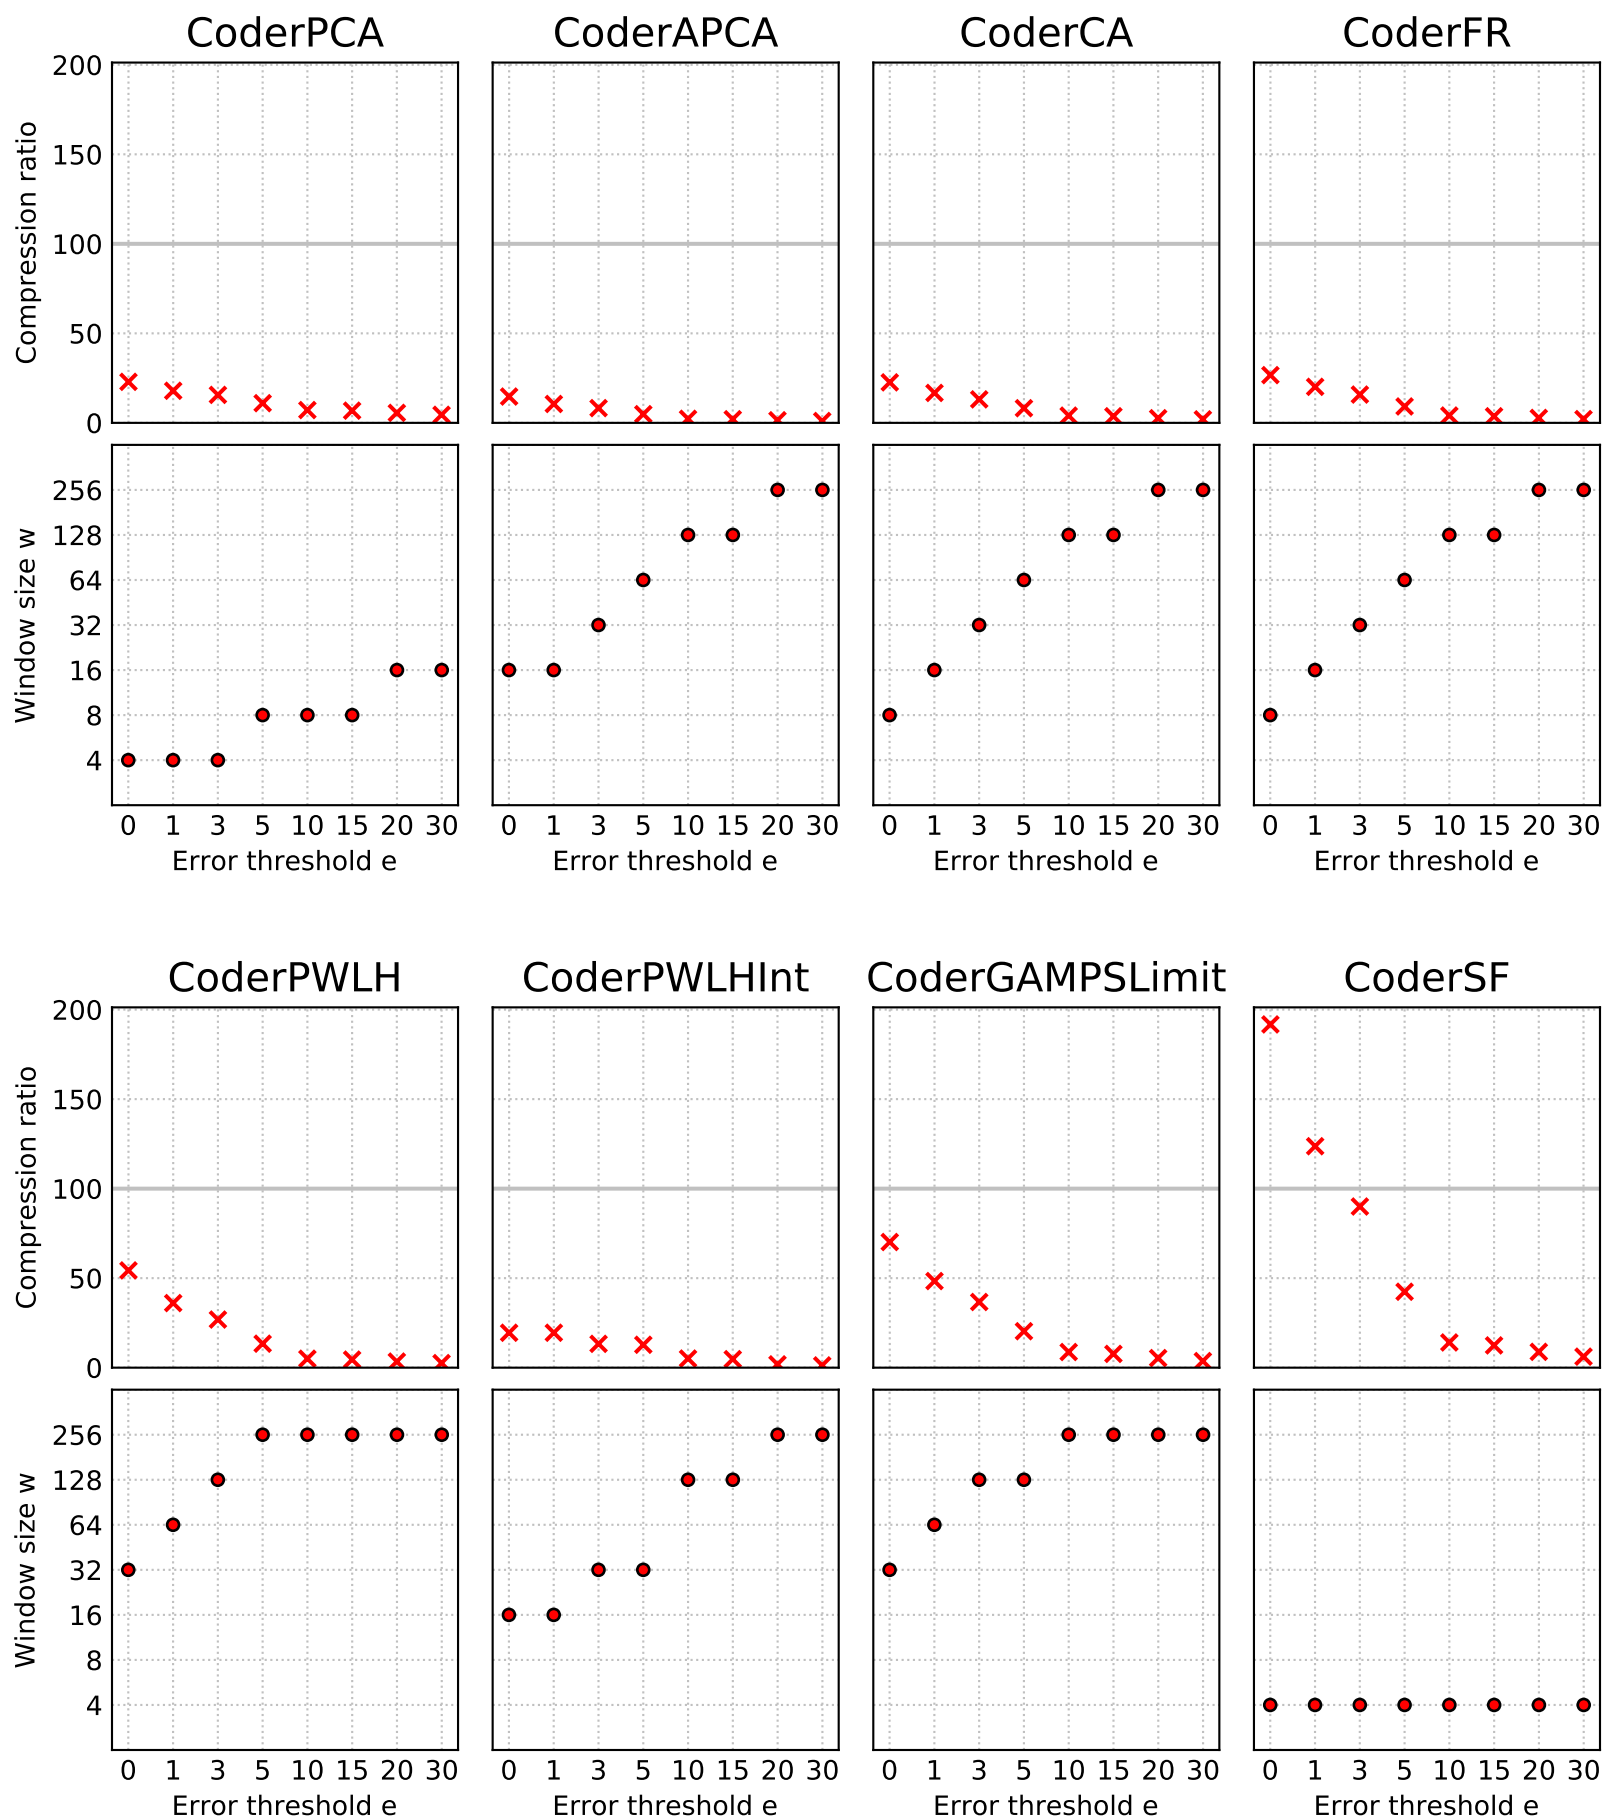 CoderPCA CoderAPCA CoderCA CoderFR
200
150
100
50
0
Compression ratio
256
128
64
32
16
8
4
Window size w
0 1 3 5 10 15 20 30 0 1 3 5 10 15 20 30 0 1 3 5 10 15 20 30 0 1 3 5 10 15 20 30
Error threshold e Error threshold e Error threshold e Error threshold e
CoderPWLH CoderPWLHInt CoderGAMPSLimit CoderSF
200
150
100
50
0
Compression ratio
256
128
64
32
16
8
4
Window size w
0 1 3 5 10 15 20 30 0 1 3 5 10 15 20 30 0 1 3 5 10 15 20 30 0 1 3 5 10 15 20 30
Error threshold e Error threshold e Error threshold e Error threshold e